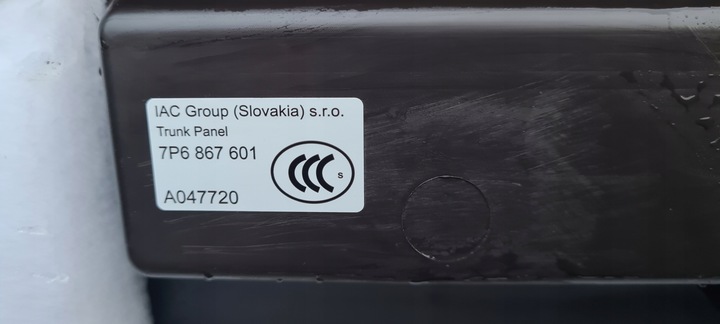 IAC Group (Slovakia) s.r.o.
Trunk Panel
7P6 867 601
CCC S
A047720